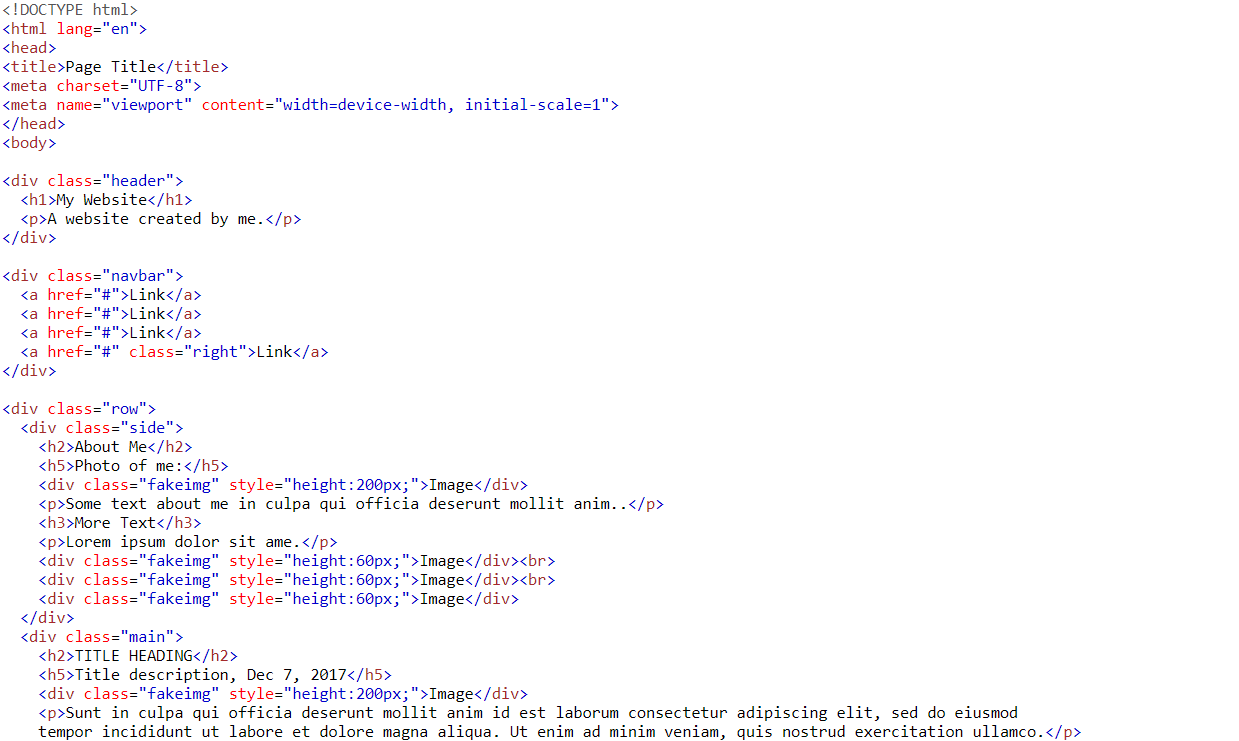 <!DOCTYPE html>
<html lang="en">
<head>
<title>Page Title</title>
<meta charset="UTF-8">
<meta name="viewport" content="width=device-width, initial-scale=1">
</head>
<body>

<div class="header">
  <h1>My Website</h1>
  <p>A website created by me.</p>
</div>

<div class="navbar">
  <a href="#">Link</a>
  <a href="#">Link</a>
  <a href="#">Link</a>
  <a href="#" class="right">Link</a>
</div>

<div class="row">
  <div class="side">
    <h2>About Me</h2>
    <h5>Photo of me:</h5>
    <div class="fakeimg" style="height:200px;">Image</div>
    <p>Some text about me in culpa qui officia deserunt mollit anim..</p>
    <h3>More Text</h3>
    <p>Lorem ipsum dolor sit ame.</p>
    <div class="fakeimg" style="height:60px;">Image</div><br>
    <div class="fakeimg" style="height:60px;">Image</div><br>
    <div class="fakeimg" style="height:60px;">Image</div>
  </div>
  <div class="main">
    <h2>TITLE HEADING</h2>
    <h5>Title description, Dec 7, 2017</h5>
    <div class="fakeimg" style="height:200px;">Image</div>
    <p>Sunt in culpa qui officia deserunt mollit anim id est laborum consectetur adipiscing elit, sed do eiusmod
    tempor incididunt ut labore et dolore magna aliqua. Ut enim ad minim veniam, quis nostrud exercitation ullamco.</p>